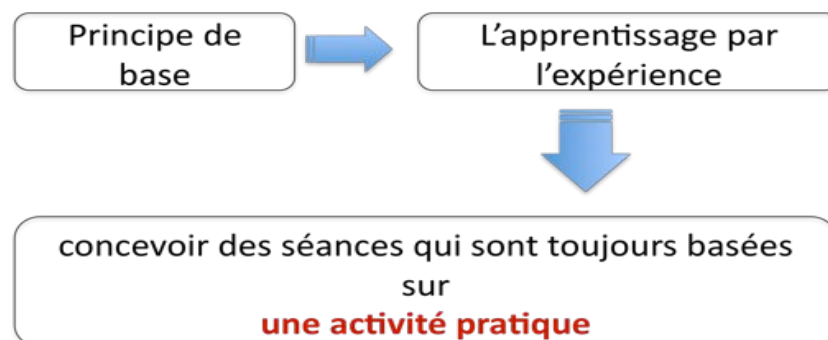 Principe de
base
L'apprentissage par
l'expérience
concevoir des séances qui sont toujours basées
sur
une activité pratique